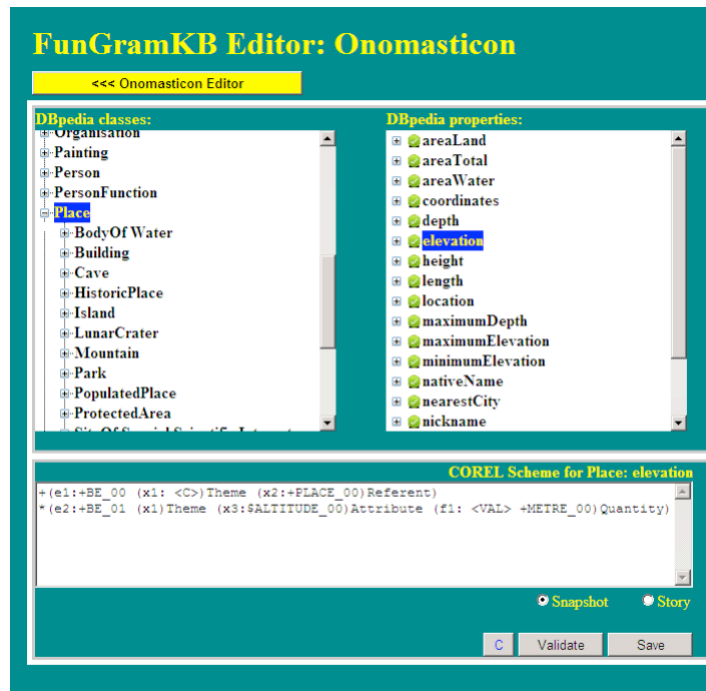 FunGramKB Editor: Onomasticon
<<< Onomasticon Editor
DBpedia classes:
Organisation
Painting
Person
PersonFunction
Place
BodyOf Water
Building
Cave
HistoricPlace
Island
LunarCrater
Mountain
Park
PopulatedPlace
ProtectedArea
DBpedia properties:
areaLand
areaTotal
areaWater
coordinates
depth
elevation
height
length
location
maximumDepth
maximumElevation
minimumElevation
nativeName
nearestCity
nickname
COREL Scheme for Place: elevation
+(e1:+BE_00 (x1: <C>)Theme (x2:+PLACE_00)Referent)
*(e2:+BE_01 (x1)Theme (x3:$ALTITUDE_00)Attribute (f1: <VAL> +METRE_00)Quantity)
Snapshot Story
C Validate Save